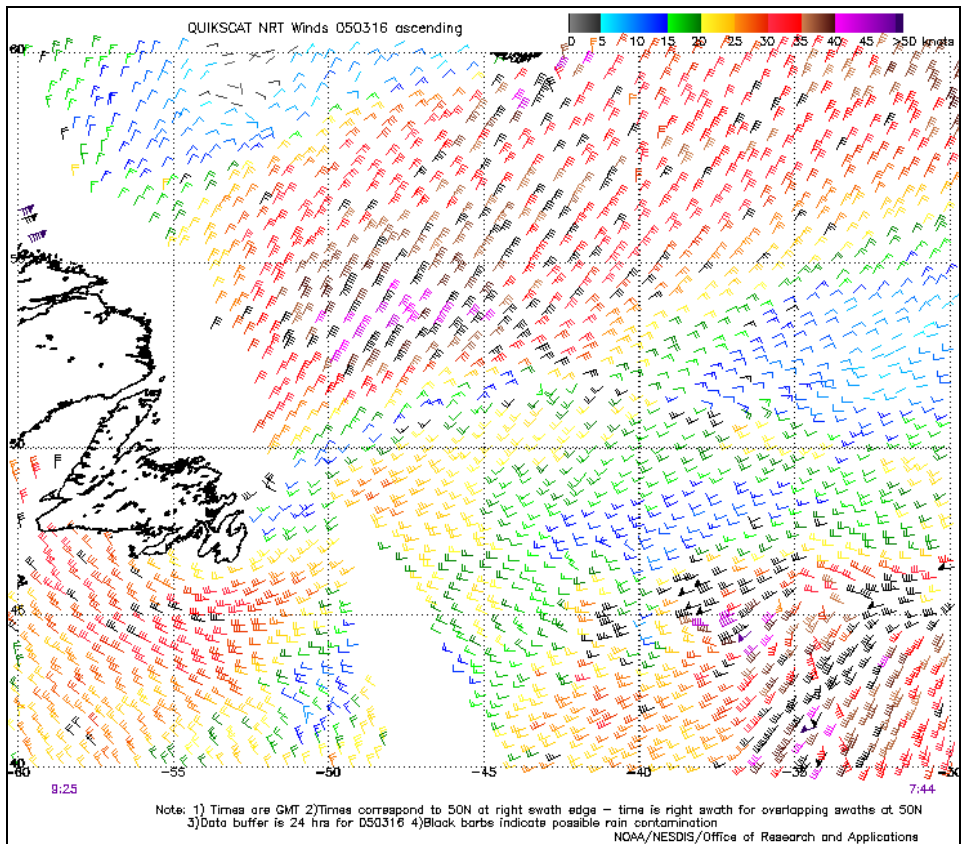 QUIKSCAT NRT Winds 050316 ascending
0 5 10 15 20 25 30 35 40 45 >50 knots
60
55
50
45
40
-60 -55 -50 -45 -40 -35 -30
9:25 7:44
Note: 1) Times are GMT 2)Times correspond to 50N at right swath edge – time is right swath for overlapping swaths at 50N
3)Data buffer is 24 hrs for 050316 4)Black barbs indicate possible rain contamination
NOAA/NESDIS/Office of Research and Applications